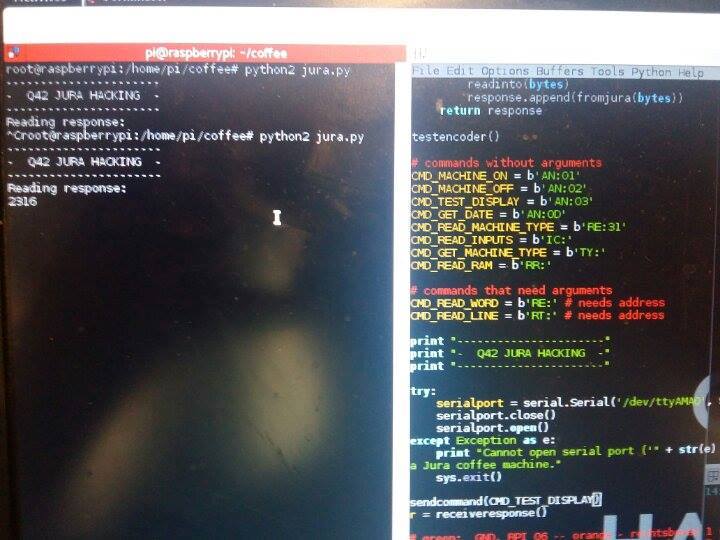 pi@raspberrypi: ~/coffee
root@raspberrypi:/home/pi/coffee# python2 jura.py
-----------------------
Q42 JURA HACKING
-----------------------
Reading response:
^Croot@raspberrypi:/home/pi/coffee# python2 jura.py
-----------------------
-  Q42 JURA HACKING  -
-----------------------
Reading response:
2316
File Edit Options Buffers Tools Python Help
readinto(bytes)
response.append(fromjura(bytes))
return response
testencoder()
# commands without arguments
CMD_MACHINE_ON = b'AN:01'
CMD_MACHINE_OFF = b'AN:02'
CMD_TEST_DISPLAY = b'AN:03'
CMD_GET_DATE = b'AN:0D'
CMD_READ_MACHINE_TYPE = b'RE:31'
CMD_READ_INPUTS = b'IC:'
CMD_GET_MACHINE_TYPE = b'TY:'
CMD_READ_RAM = b'RR:'
# commands that need arguments
CMD_READ_WORD = b'RE:' # needs address
CMD_READ_LINE = b'RT:' # needs address
print "-----------------------"
print "-  Q42 JURA HACKING  -"
print "-----------------------"
try:
serialport = serial.Serial('/dev/ttyAMA0',
serialport.close()
serialport.open()
except Exception as e:
print "Cannot open serial port ('" + str(e)
a Jura coffee machine."
sys.exit()
sendcommand(CMD_TEST_DISPLAY)
r = receiveresponse()
# green: GND, RPI 06 -- orange -